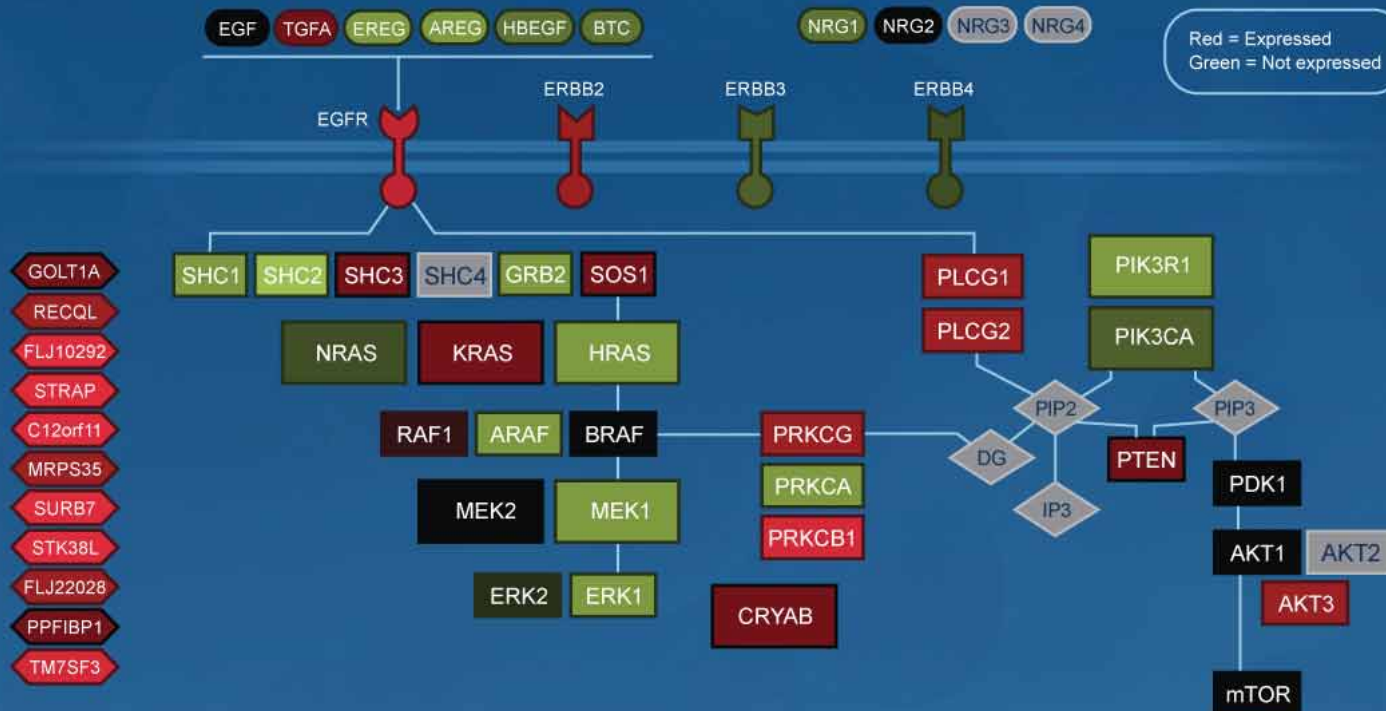 EGF TGFA EREG AREG HBEGF BTC
NRG1 NRG2 NRG3 NRG4
Red = Expressed
Green = Not expressed
EGFR
ERBB2
ERBB3
ERBB4
GOLT1A
RECQL
FLJ10292
STRAP
C12orf11
MRPS35
SURB7
STK38L
FLJ22028
PPFIBP1
TM7SF3
SHC1 SHC2 SHC3 SHC4 GRB2 SOS1
NRAS KRAS HRAS
RAF1 ARAF BRAF
MEK2 MEK1
ERK2 ERK1
PRKCG
PRKCA
PRKCB1
CRYAB
PLCG1
PLCG2
PIK3R1
PIK3CA
PIP2
PIP3
DG
IP3
PTEN
PDK1
AKT1 AKT2
AKT3
mTOR